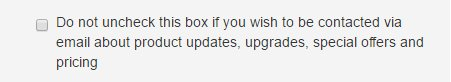 Do not uncheck this box if you wish to be contacted via
email about product updates, upgrades, special offers and
pricing